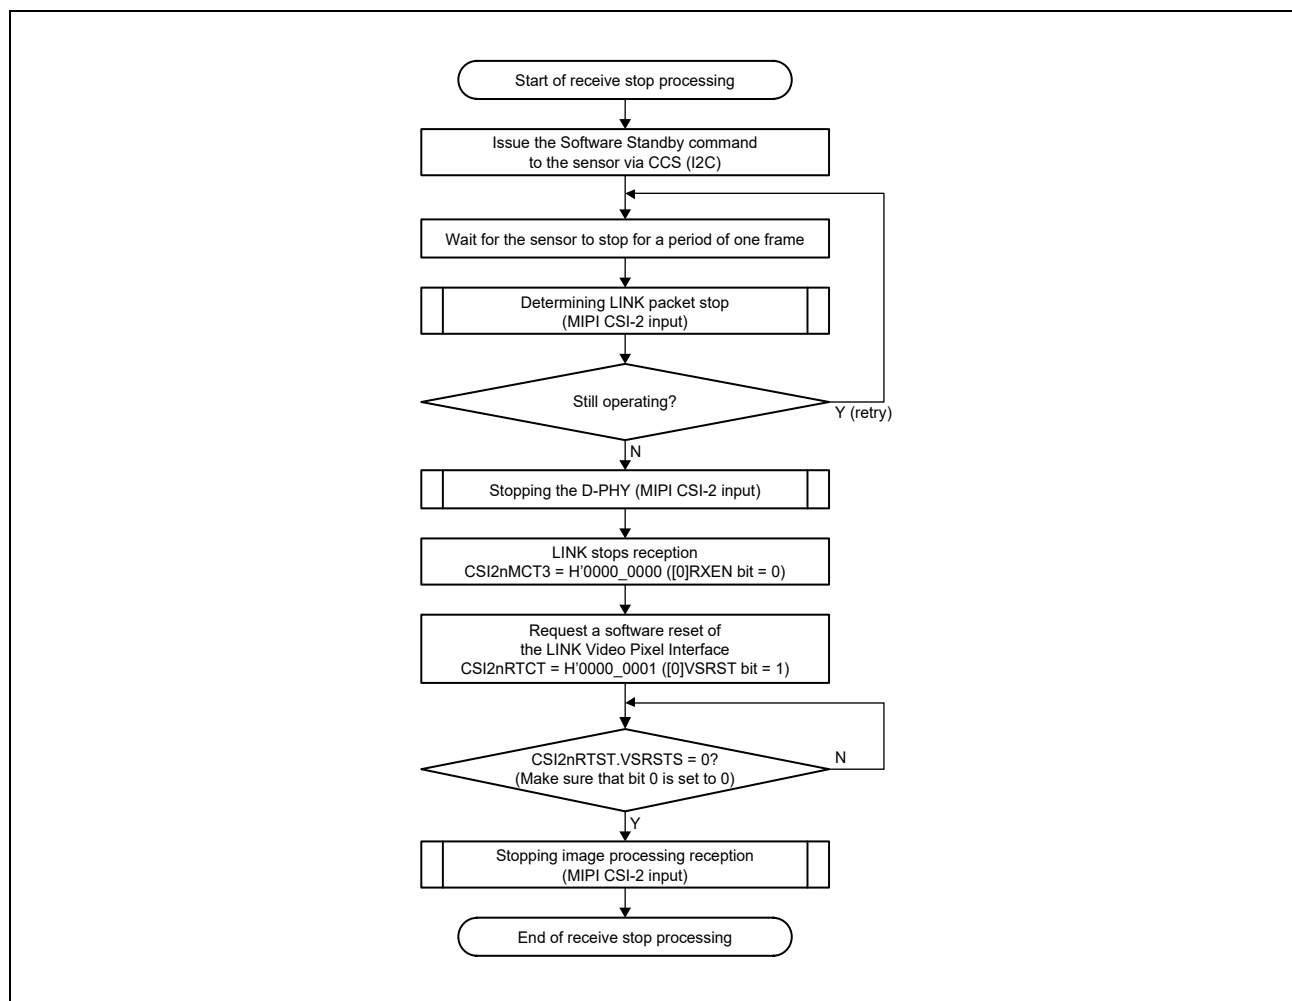 Start of receive stop processing
Issue the Software Standby command
to the sensor via CCS (I2C)
Wait for the sensor to stop for a period of one frame
Determining LINK packet stop
(MIPI CSI-2 input)
Still operating?
Y (retry)
N
Stopping the D-PHY (MIPI CSI-2 input)
LINK stops reception
CSI2nMCT3 = H'0000_0000 ([0]RXEN bit = 0)
Request a software reset of
the LINK Video Pixel Interface
CSI2nRTCT = H'0000_0001 ([0]VSRST bit = 1)
CSI2nRTST.VSRSTS = 0?
(Make sure that bit 0 is set to 0)
N
Y
Stopping image processing reception
(MIPI CSI-2 input)
End of receive stop processing